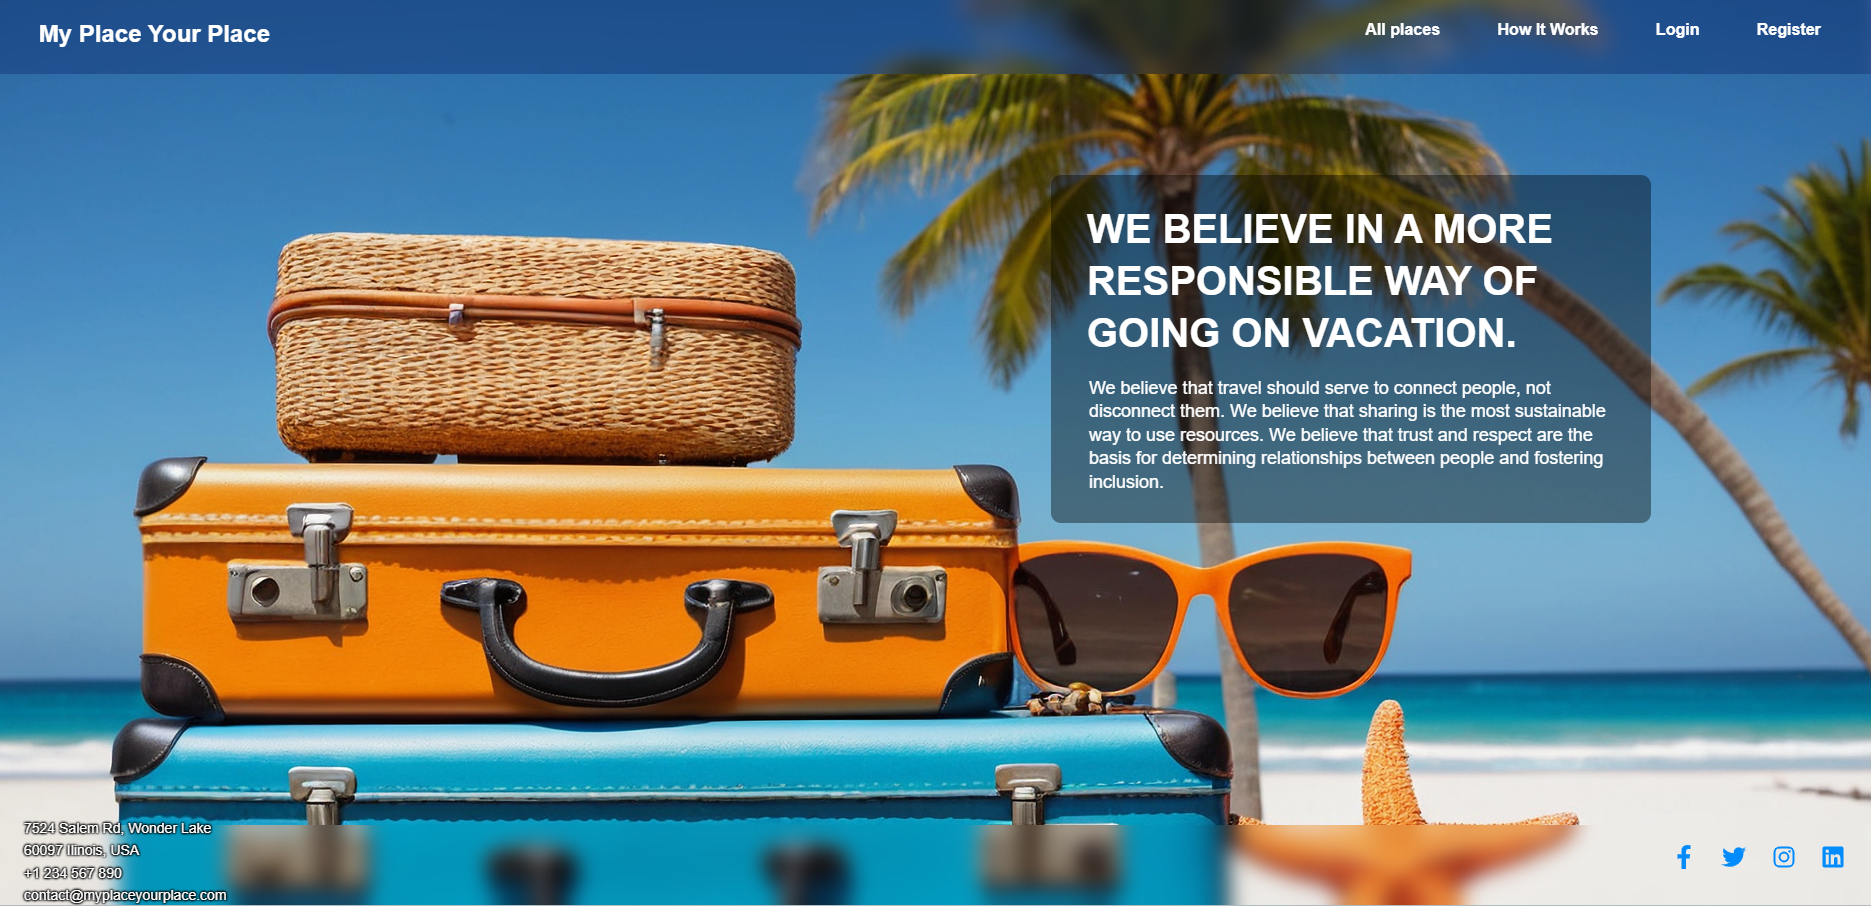 My Place Your Place
All places
How It Works
Login
Register
WE BELIEVE IN A MORE
RESPONSIBLE WAY OF
GOING ON VACATION.
We believe that travel should serve to connect people, not
disconnect them. We believe that sharing is the most sustainable
way to use resources. We believe that trust and respect are the
basis for determining relationships between people and fostering
inclusion.
7524 Salem Rd, Wonder Lake
60097 Ilinois, USA
+1 234 567 890
contact@myplaceyourplace.com